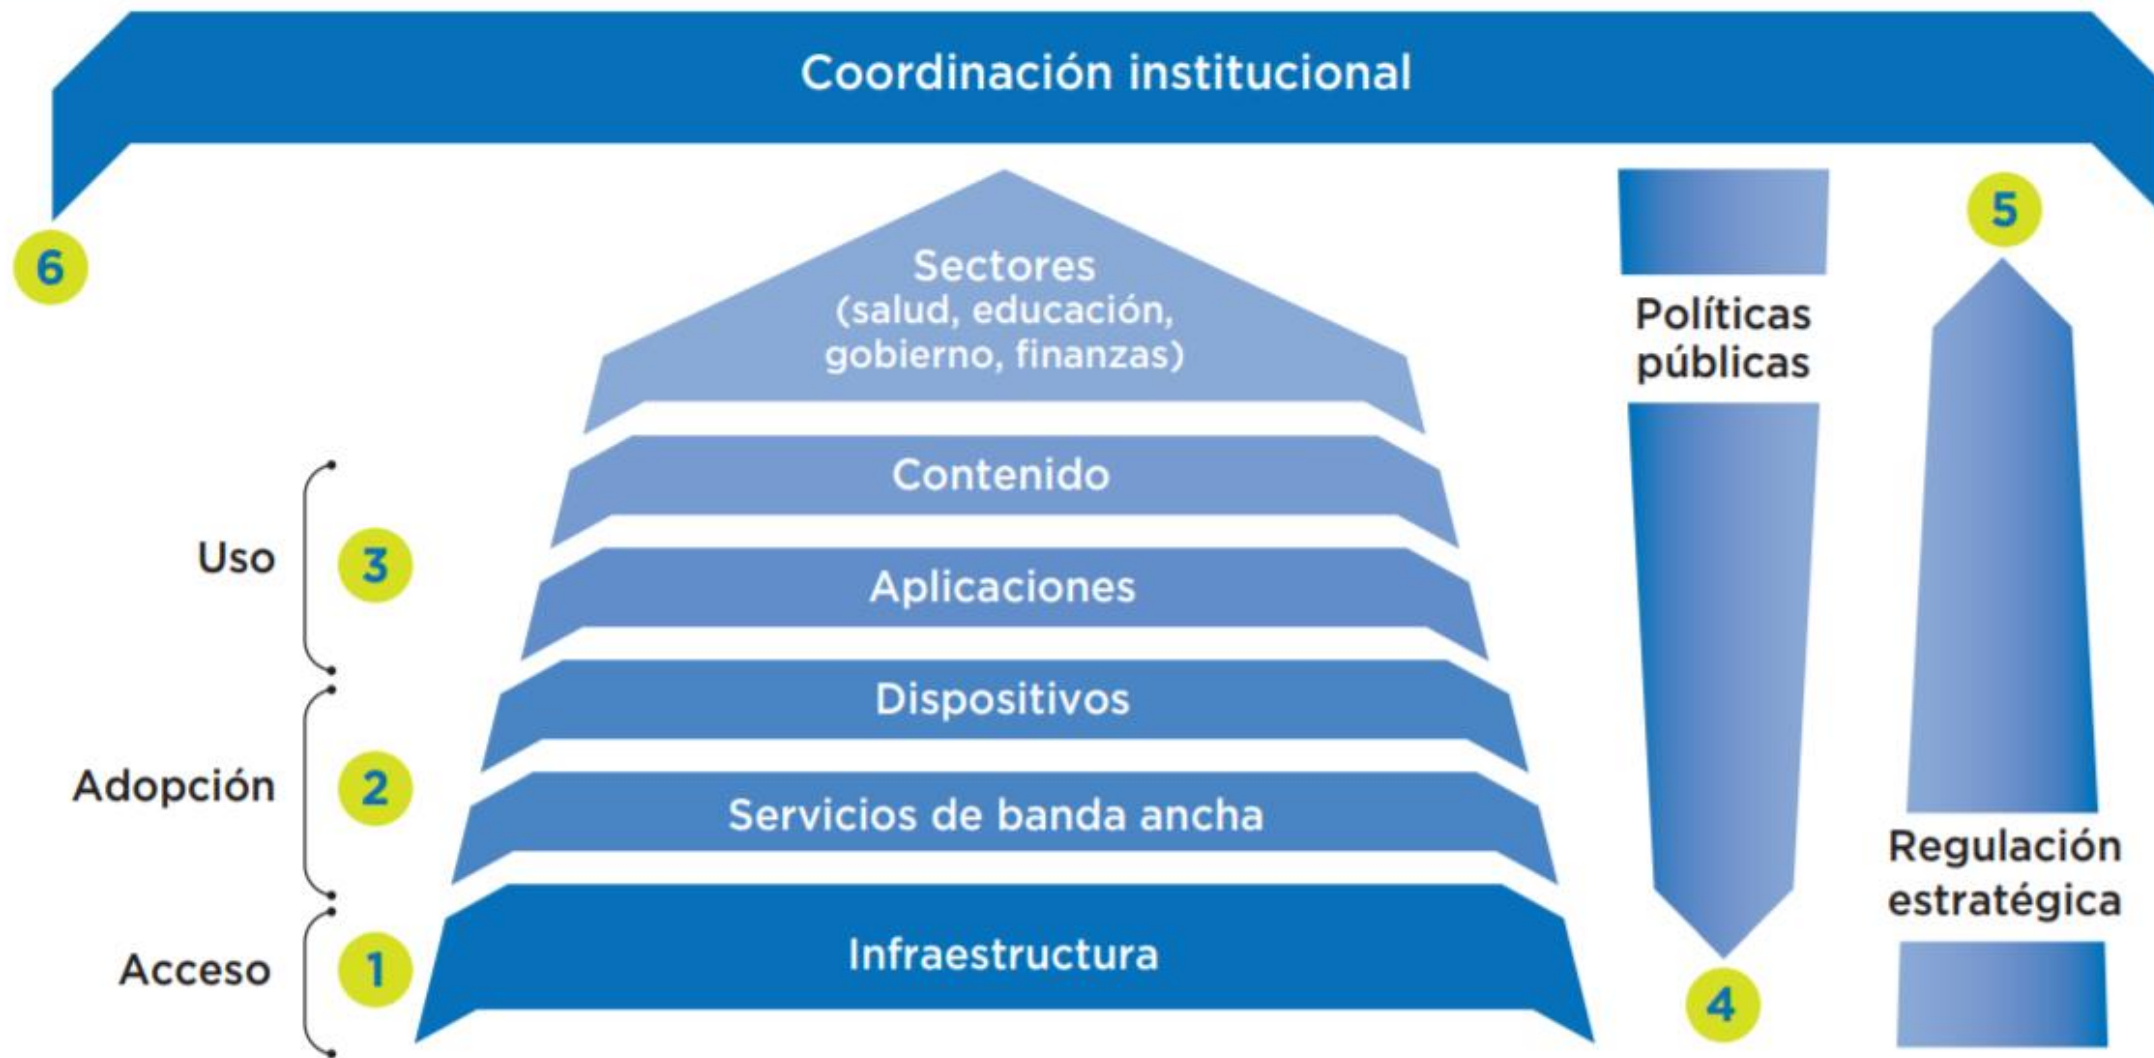 Coordinación institucional
6
5
Sectores
(salud, educación,
gobierno, finanzas)
Políticas
públicas
Contenido
Uso
3
Aplicaciones
Dispositivos
Adopción
2
Servicios de banda ancha
Regulación
estratégica
Acceso
1
Infraestructura
4